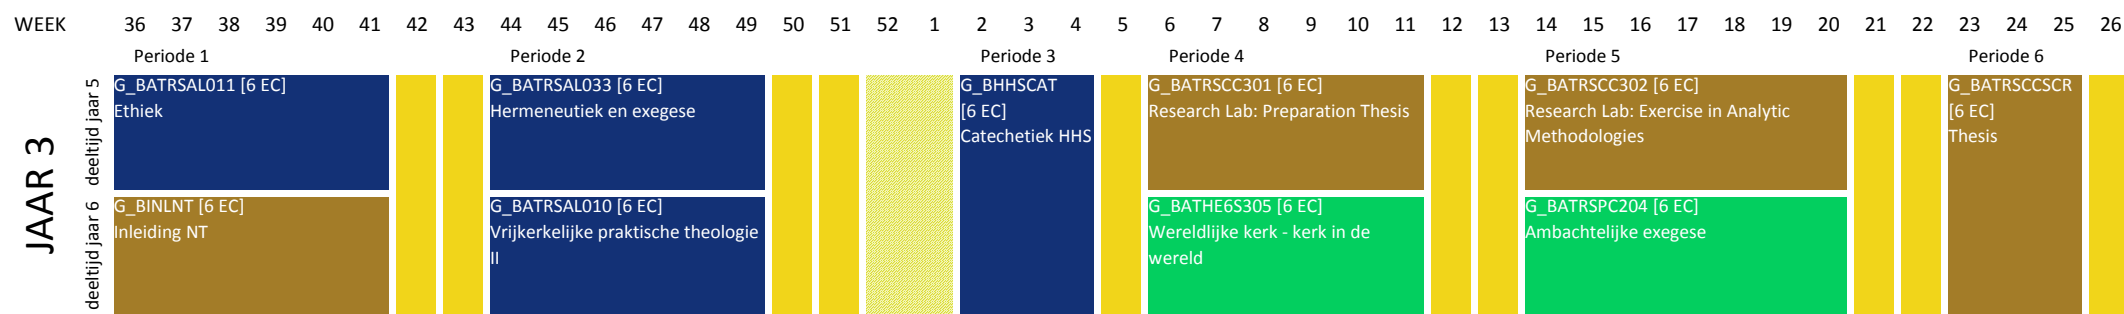 WEEK 36 37 38 39 40 41 42 43 44 45 46 47 48 49 50 51 52 1 2 3 4 5 6 7 8 9 10 11 12 13 14 15 16 17 18 19 20 21 22 23 24 25 26
Periode 1 Periode 2 Periode 3 Periode 4 Periode 5 Periode 6
JAAR 3
deeltijd jaar 5
G_BATRSAL011 [6 EC]
Ethiek
G_BATRSAL033 [6 EC]
Hermeneutiek en exegese
G_BHHSCAT
[6 EC]
Catechetiek HHS
G_BATRSCC301 [6 EC]
Research Lab: Preparation Thesis
G_BATRSCC302 [6 EC]
Research Lab: Exercise in Analytic
Methodologies
G_BATRSCCSCR
[6 EC]
Thesis
deeltijd jaar 6
G_BINLNT [6 EC]
Inleiding NT
G_BATRSAL010 [6 EC]
Vrijkerkelijke praktische theologie
II
G_BATHE6S305 [6 EC]
Wereldlijke kerk - kerk in de
wereld
G_BATRSPC204 [6 EC]
Ambachtelijke exegese